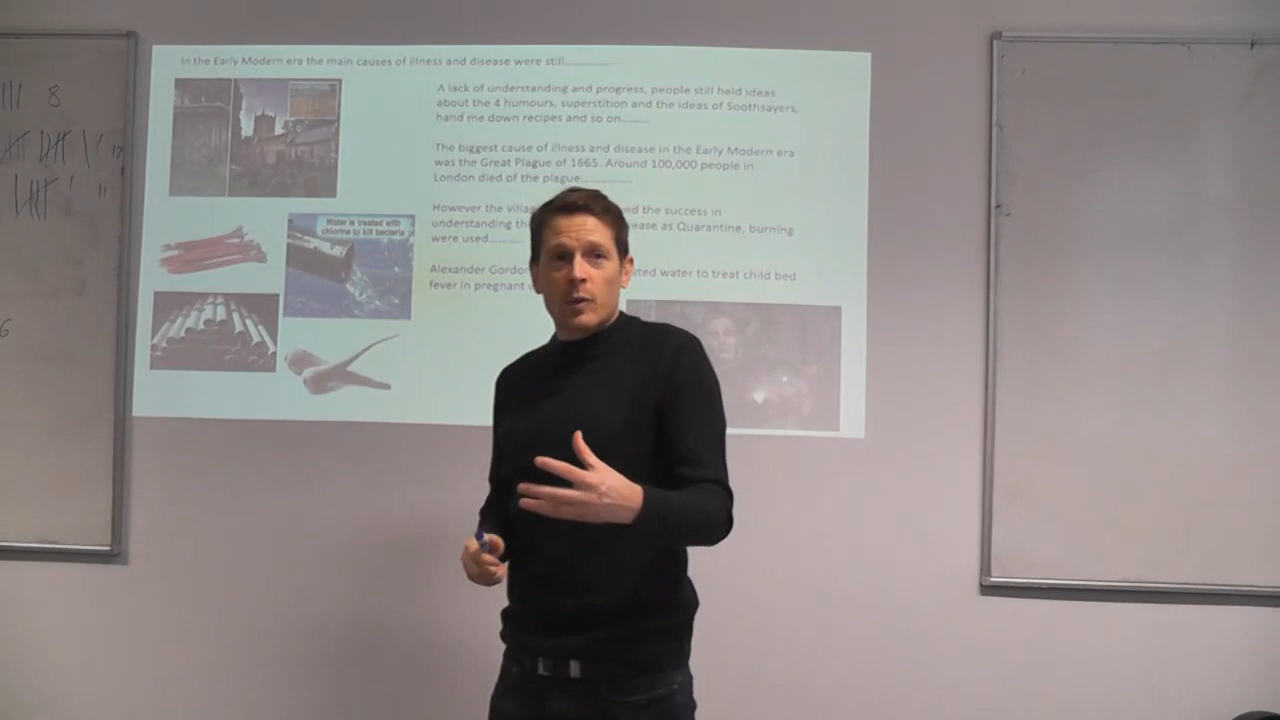 8
In the Early Modern era the main causes of illness and disease were still............
A lack of understanding and progress, people still held ideas
about the 4 humours, superstition and the ideas of Soothsayers,
hand me down recipes and so on.......
The biggest cause of illness and disease in the Early Modern era
was the Great Plague of 1665. Around 100,000 people in
London died of the plague.............
However the the success in
understanding as Quarantine, burning
were used.........
Alexander water to treat child bed
fever in pregnant
Water is treated with
chlorine to kill bacteria
6